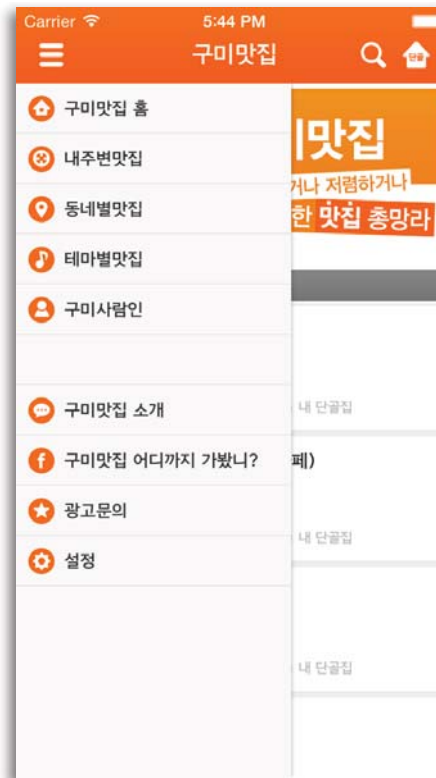 Carrier 5:44 PM
구미맛집
단골
구미맛집 홈
내주변맛집
동네별맛집
테마별맛집
구미사람인
구미맛집 소개
구미맛집 어디까지 가봤니?
광고문의
설정
맛집
거나 저렴하거나
한 맛집 총망라
내 단골집
페)
내 단골집
내 단골집